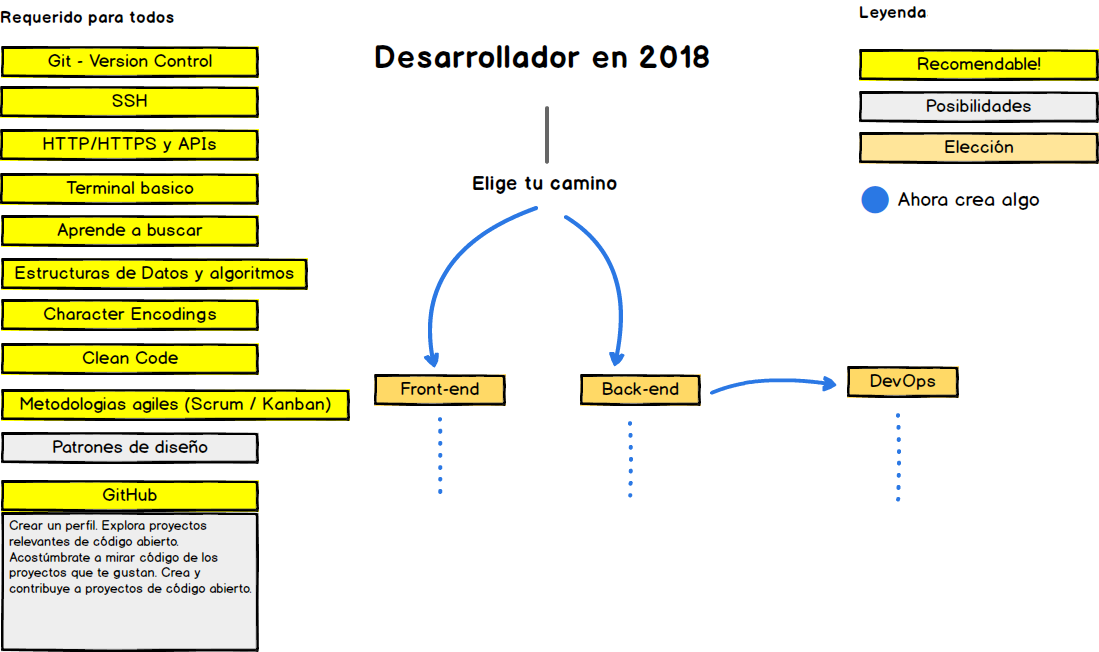 Requerido para todos
Git - Version Control
SSH
HTTP/HTTPS y APIs
Terminal basico
Aprende a buscar
Estructuras de Datos y algoritmos
Character Encodings
Clean Code
Metodologias agiles (Scrum / Kanban)
Patrones de diseño
GitHub
Crear un perfil. Explora proyectos
relevantes de código abierto.
Acostúmbrate a mirar código de los
proyectos que te gustan. Crea y
contribuye a proyectos de código abierto.
Desarrollador en 2018
Elige tu camino
Front-end
Back-end
DevOps
Leyenda
Recomendable!
Posibilidades
Elección
Ahora crea algo